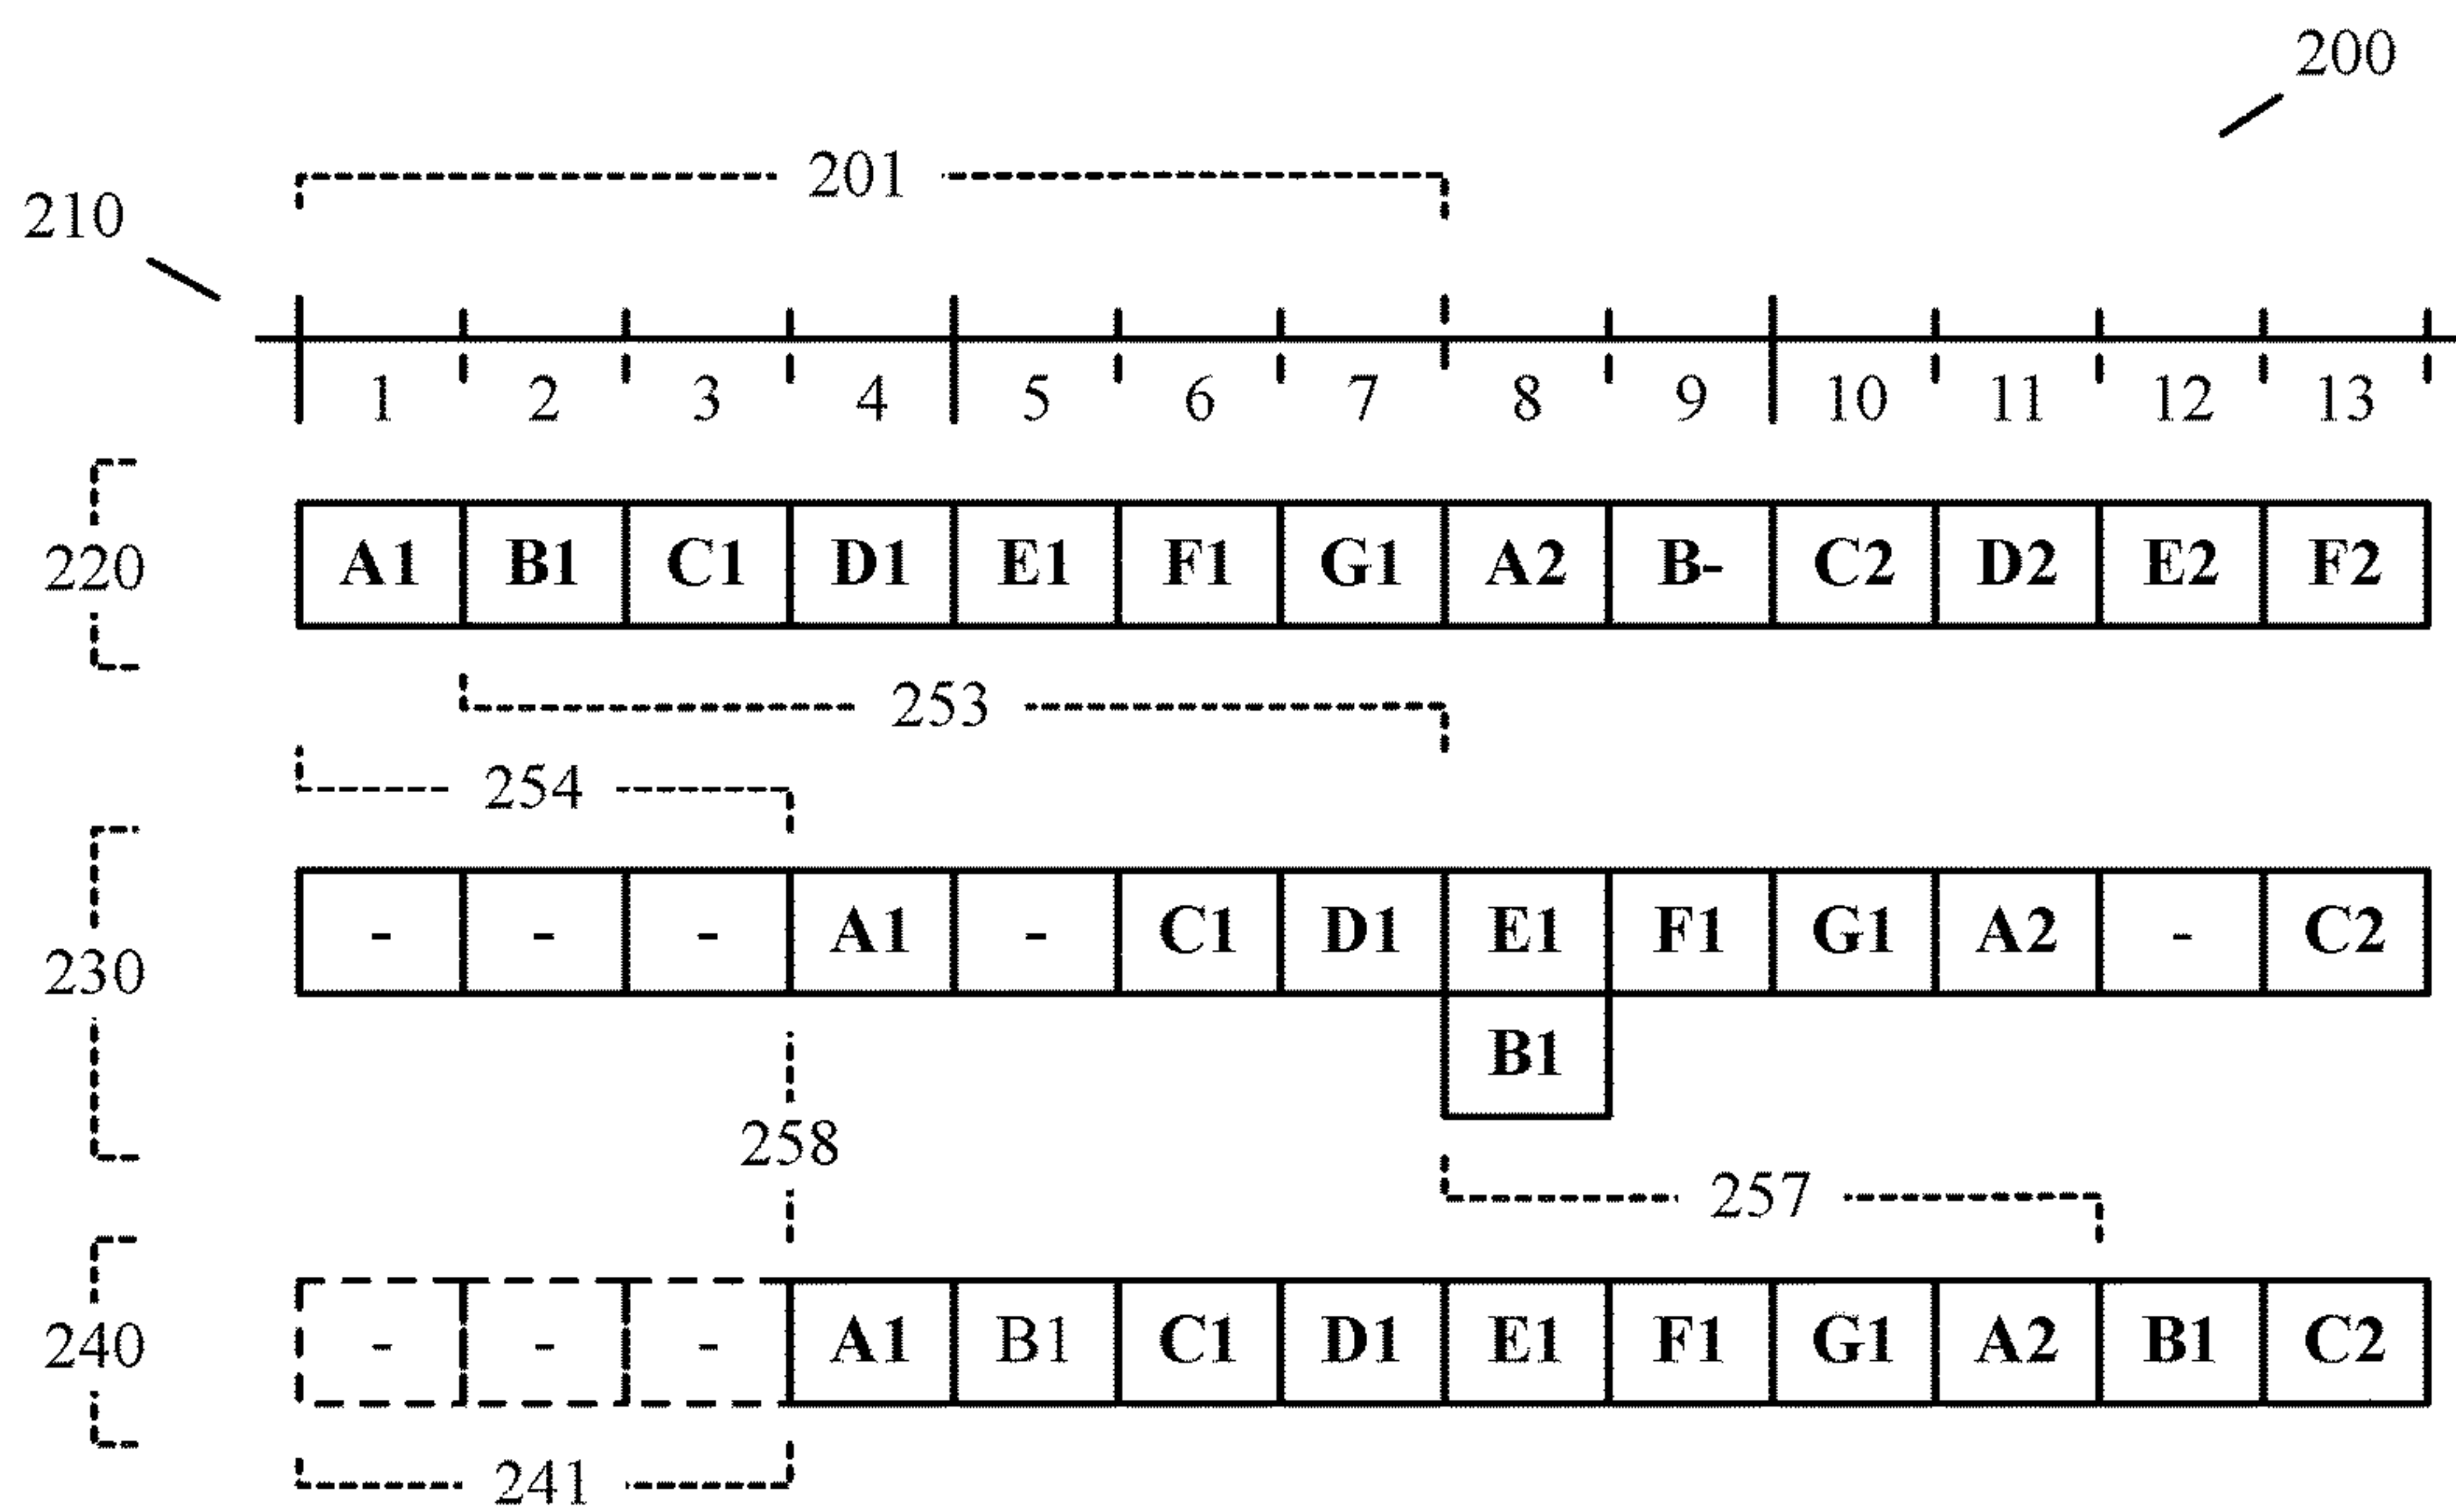 200
201
210
1 2 3 4 5 6 7 8 9 10 11 12 13
220 A1 B1 C1 D1 E1 F1 G1 A2 B- C2 D2 E2 F2
253
254
230 - - - A1 - C1 D1 E1 F1 G1 A2 - C2
B1
258
257
240 - - - A1 B1 C1 D1 E1 F1 G1 A2 B1 C2
241